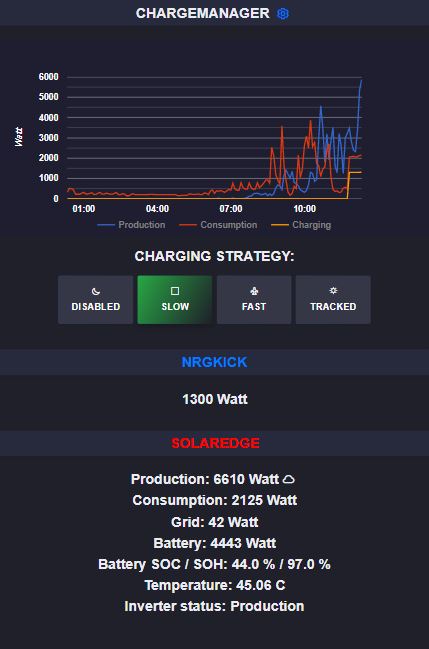 CHARGEMANAGER
Watt
6000
5000
4000
3000
2000
1000
0
01:00 04:00 07:00 10:00
Production Consumption Charging
CHARGING STRATEGY:
DISABLED SLOW FAST TRACKED
NRGKICK
1300 Watt
SOLAREDGE
Production: 6610 Watt
Consumption: 2125 Watt
Grid: 42 Watt
Battery: 4443 Watt
Battery SOC / SOH: 44.0 % / 97.0 %
Temperature: 45.06 C
Inverter status: Production